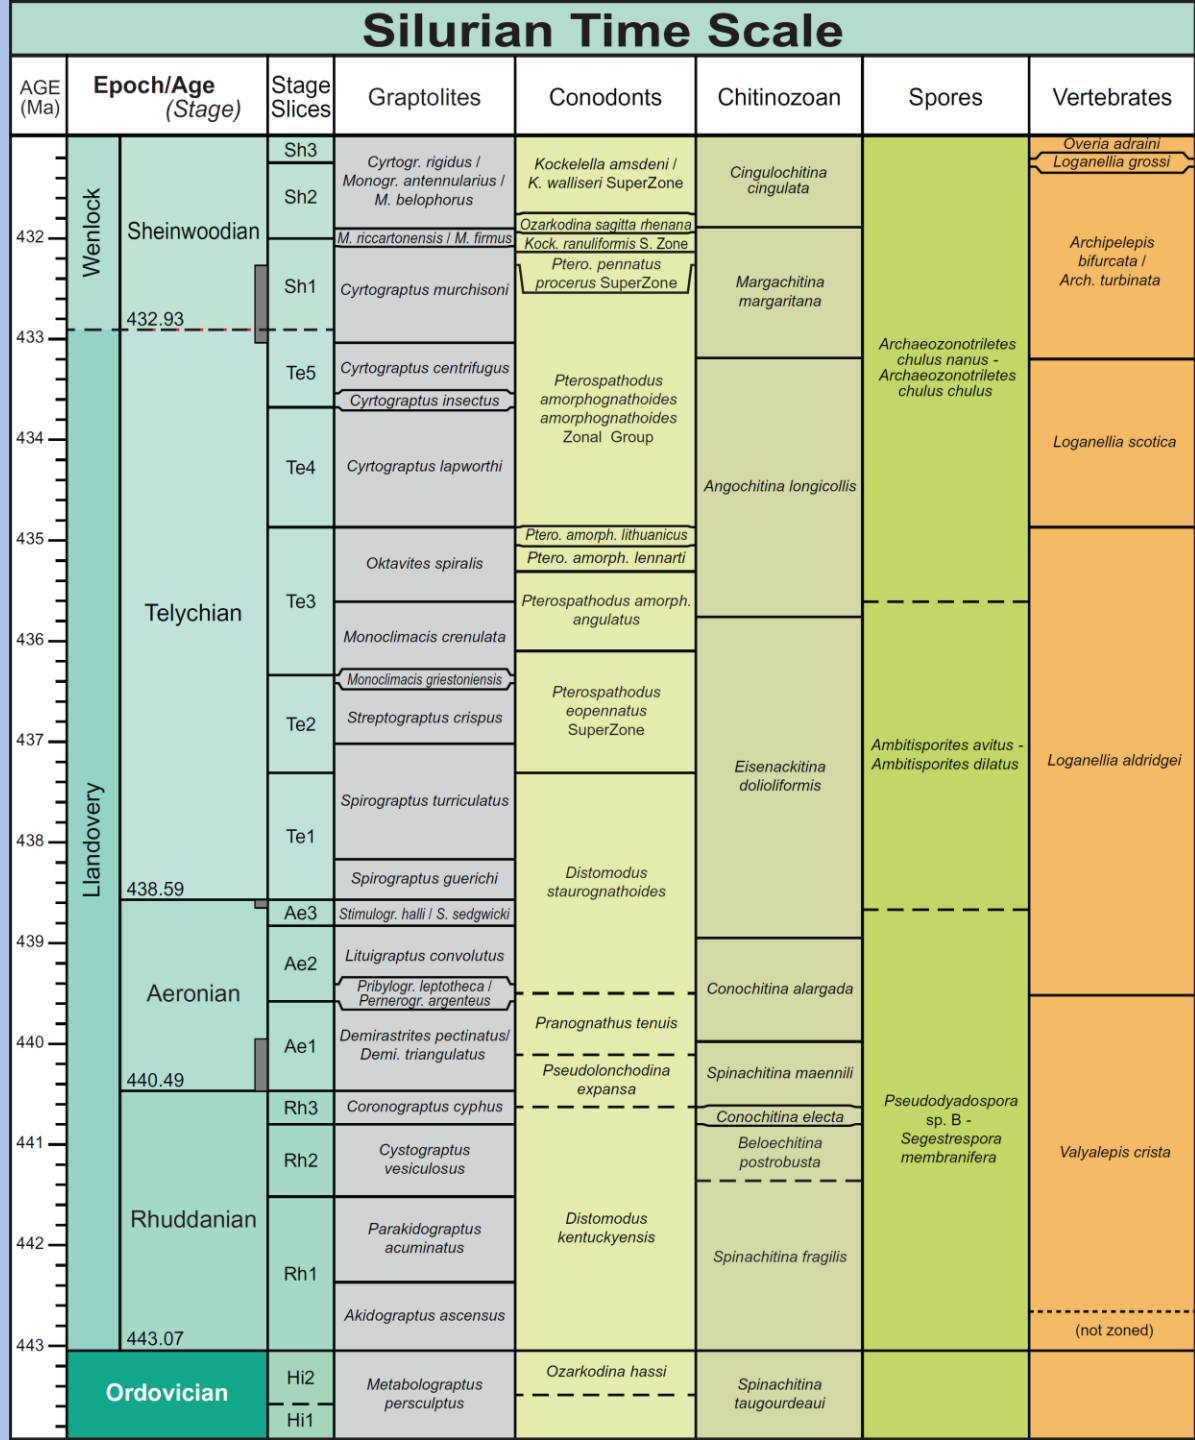 Silurian Time Scale
AGE
(Ma)
Epoch/Age
(Stage)
Stage
Slices
Graptolites
Conodonts
Chitinozoan
Spores
Vertebrates
432
433
434
435
436
437
438
439
440
441
442
443
Wenlock
Llandovery
Sheinwoodian
432.93
Telychian
438.59
Aeronian
440.49
Rhuddanian
443.07
Ordovician
Sh3
Sh2
Sh1
Te5
Te4
Te3
Te2
Te1
Ae3
Ae2
Ae1
Rh3
Rh2
Rh1
Hi2
Hi1
Cyrtogr. rigidus /
Monogr. antennularius /
M. belophorus
M. riccartonensis / M. firmus
Cyrtograptus murchisoni
Cyrtograptus centrifugus
Cyrtograptus insectus
Cyrtograptus lapworthi
Oktavites spiralis
Monoclimacis crenulata
Monoclimacis griestoniensis
Streptograptus crispus
Spirograptus turriculatus
Spirograptus guerichi
Stimulogr. halli / S. sedgwicki
Lituigraptus convolutus
Pribylogr. leptotheca /
Pernerogr. argenteus
Demirastrites pectinatus/
Demi. triangulatus
Coronograptus cyphus
Cystograptus
vesiculosus
Parakidograptus
acuminatus
Akidograptus ascensus
Metabolograptus
persculptus
Kockelella amsdeni /
K. walliseri SuperZone
Ozarkodina sagitta rhenana
Kock. ranuliformis S. Zone
Ptero. pennatus
procerus SuperZone
Pterospathodus
amorphognathoides
amorphognathoides
Zonal Group
Ptero. amorph. lithuanicus
Ptero. amorph. lennarti
Pterospathodus amorph.
angulatus
Pterospathodus
eopennatus
SuperZone
Distomodus
staurognathoides
Pranognathus tenuis
Pseudolonchodina
expansa
Distomodus
kentuckyensis
Ozarkodina hassi
Cingulochitina
cingulata
Margachitina
margaritana
Angochitina longicollis
Eisenackitina
dolioliformis
Conochitina alargada
Spinachitina maennili
Conochitina electa
Beloechitina
postrobusta
Spinachitina fragilis
Spinachitina
taugourdeaui
Archaeozonotriletes
chulus nanus -
Archaeozonotriletes
chulus chulus
Ambitisporites avitus -
Ambitisporites dilatus
Pseudodyadospora
sp. B -
Segestrespora
membranifera
Overia adraini
Loganellia grossi
Archipelepis
bifurcata /
Arch. turbinata
Loganellia scotica
Loganellia aldridgei
Valyalepis crista
(not zoned)